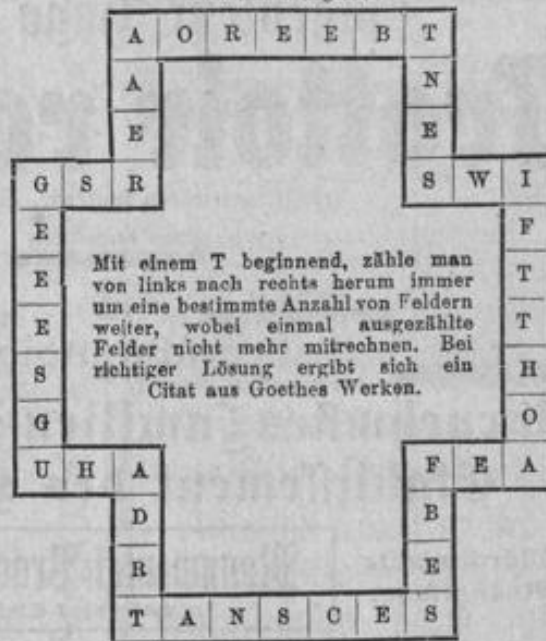 A O R E E B T
A N
E E
G S R S W I
E F
E T
E T
S H
G O
U H A F E A
D B
R E
T A N S C E S
Mit einem T beginnend, zähle man
von links nach rechts herum immer
um eine bestimmte Anzahl von Feldern
weiter, wobei einmal ausgezählte
Felder nicht mehr mitrechnen. Bei
richtiger Lösung ergibt sich ein
Citat aus Goethes Werken.